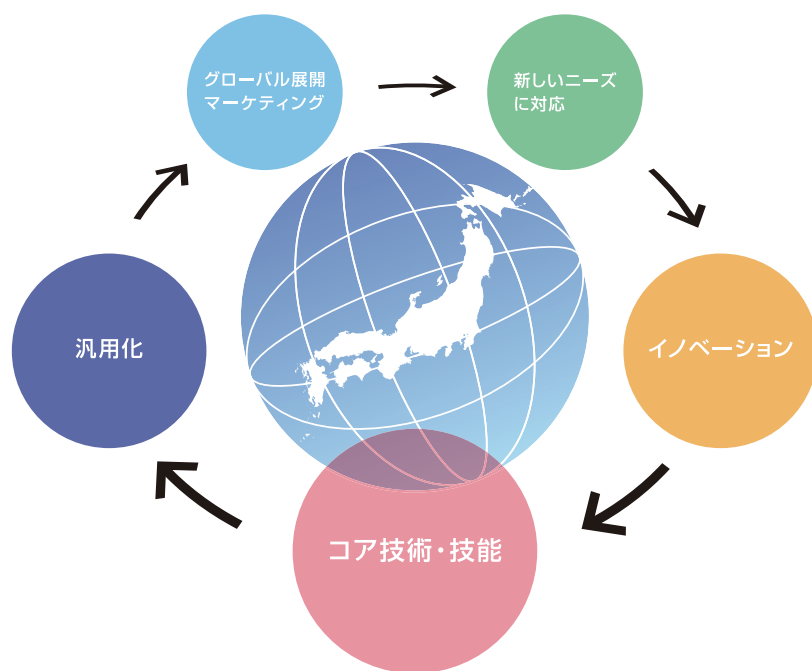 グローバル展開
マーケティング
新しいニーズ
に対応
汎用化
イノベーション
コア技術・技能